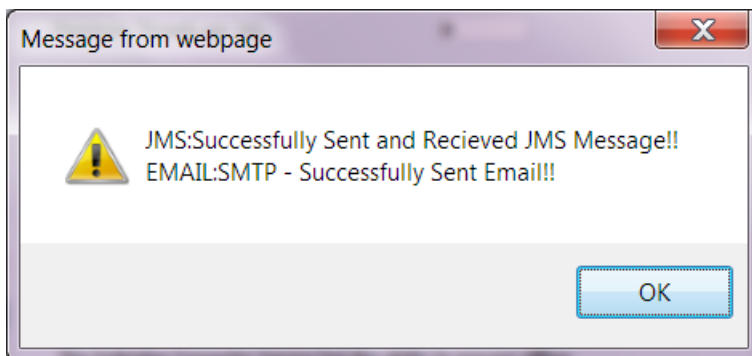 Message from webpage
JMS:Successfully Sent and Recieved JMS Message!!
EMAIL:SMTP - Successfully Sent Email!!
OK